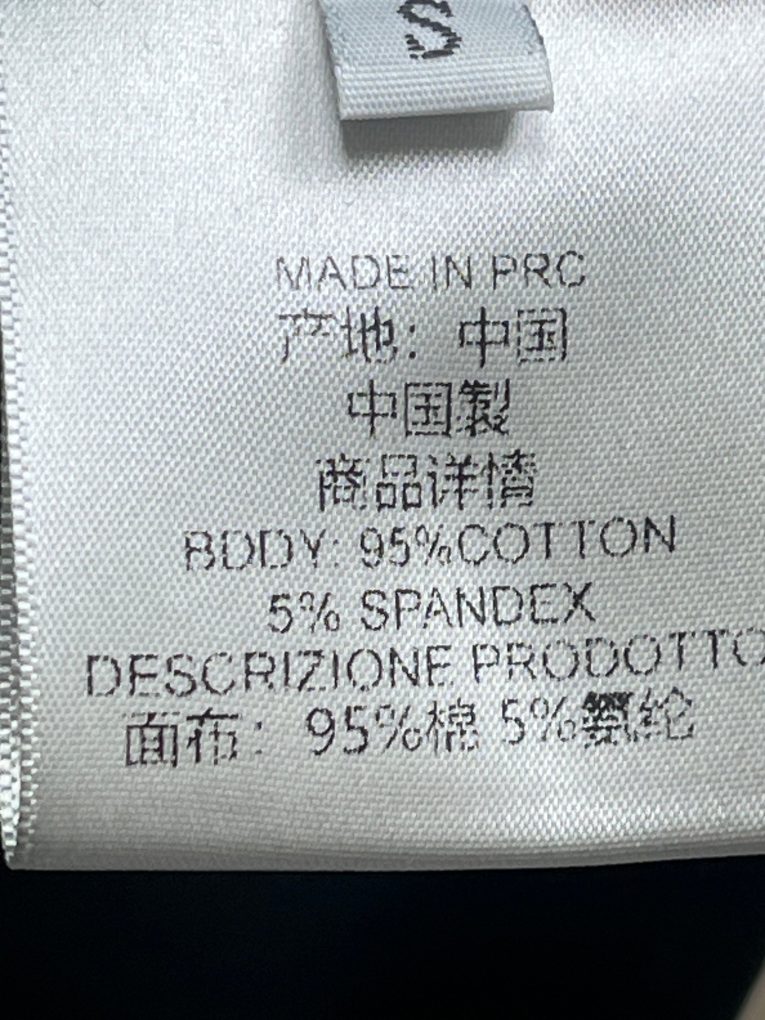 S
MADE IN PRC
产地：中国
中国製
商品详情
BODY: 95%COTTON
5% SPANDEX
DESCRIZIONE PRODOTTO
面布：95%棉 5%氨纶